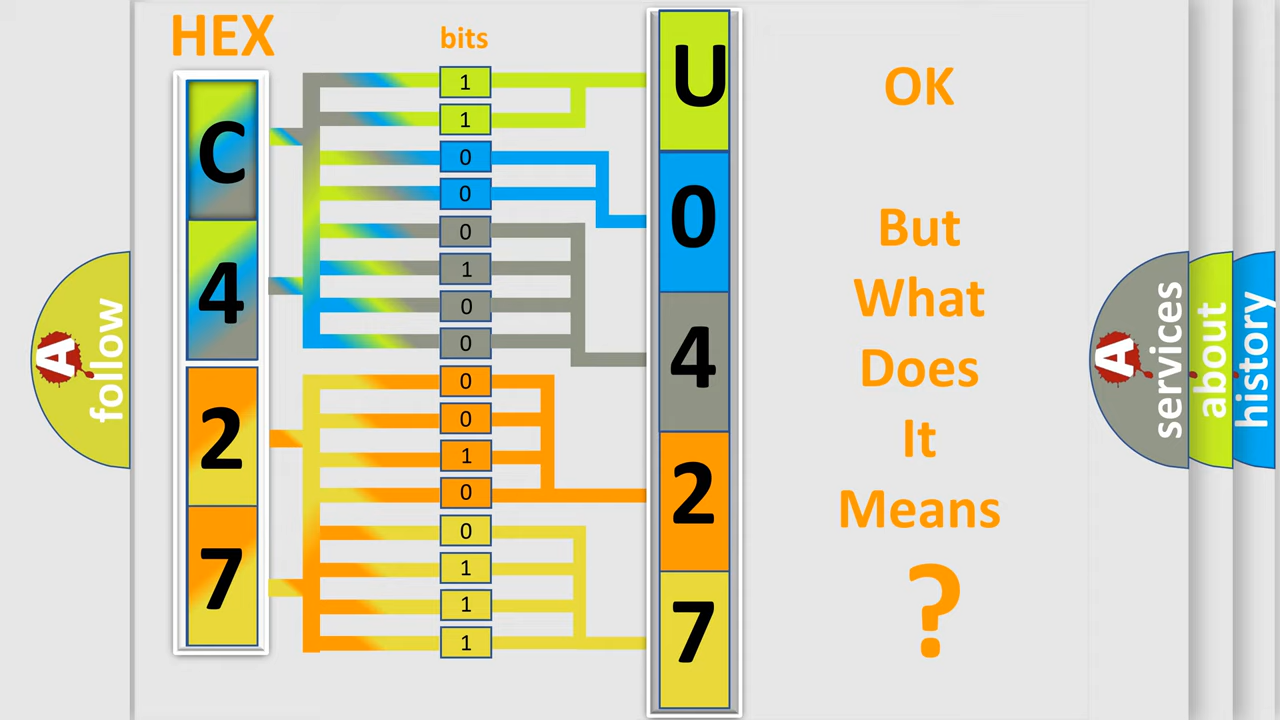 HEX
bits
C
4
2
7
1
1
0
0
0
1
0
0
0
0
1
0
0
1
1
1
U
0
4
2
7
OK
But
What
Does
It
Means
?
A
follow
A
services
about
history